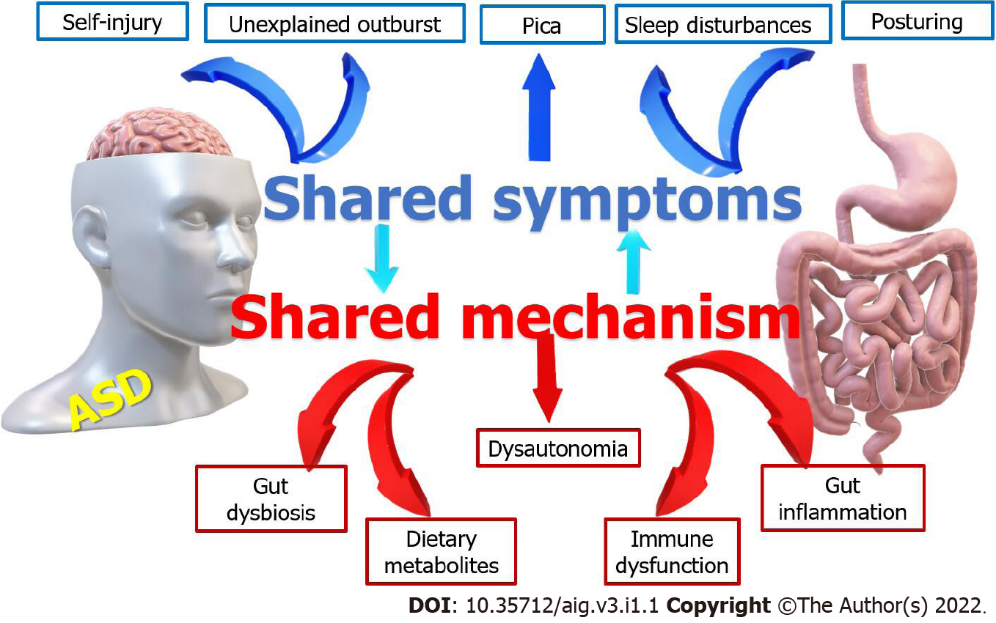 Self-injury
Unexplained outburst
Pica
Sleep disturbances
Posturing
Shared symptoms
Shared mechanism
ASD
Dysautonomia
Gut
dysbiosis
Gut
inflammation
Dietary
metabolites
Immune
dysfunction
DOI: 10.35712/aig.v3.i1.1 Copyright ©The Author(s) 2022.